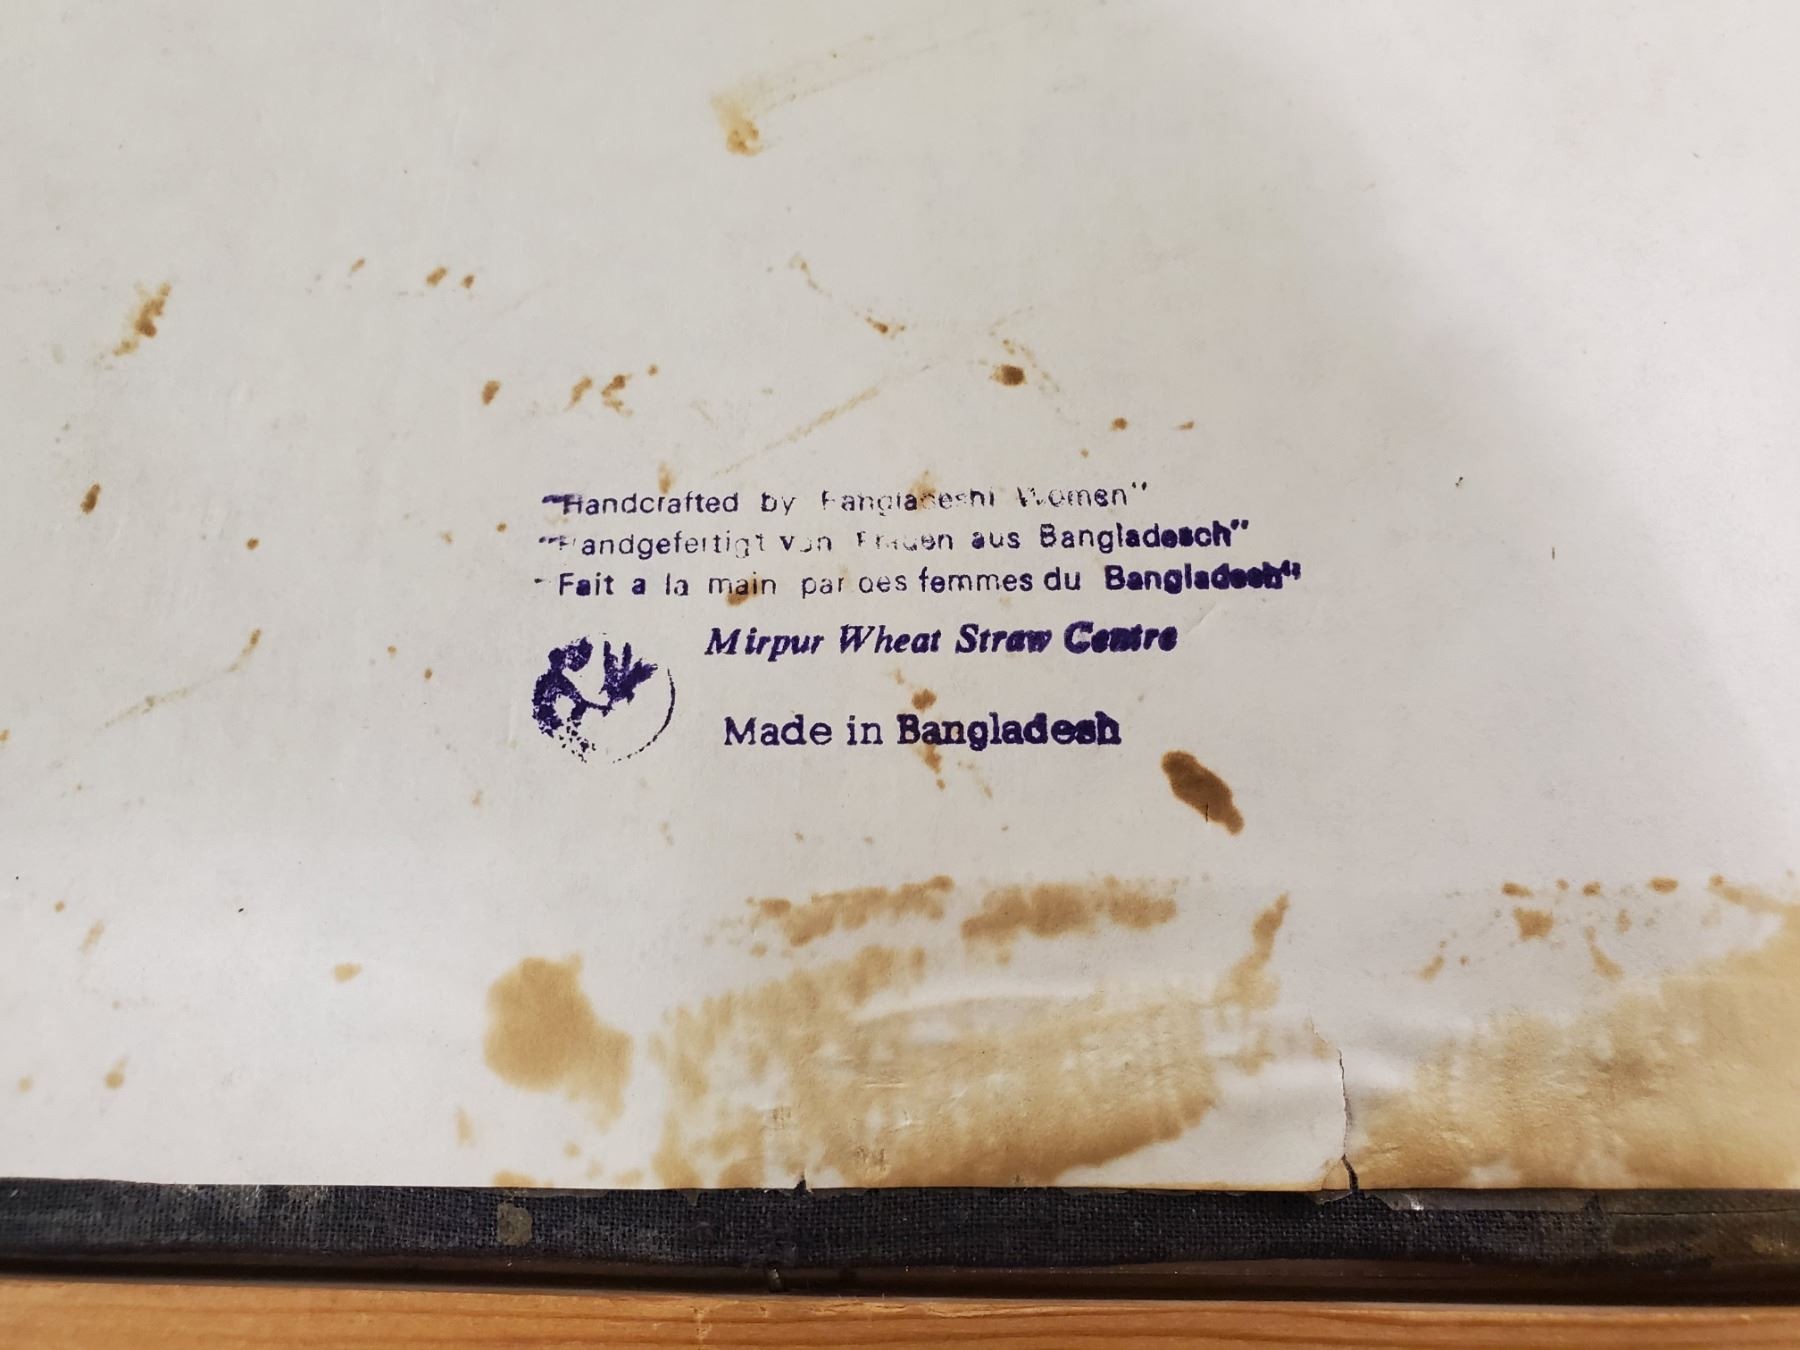 "Handcrafted by Bangladeshi Women"
"Handgefertigt von Frauen aus Bangladesch"
"Fait a la main par des femmes du Bangladesh"
Mirpur Wheat Straw Centre
Made in Bangladesh